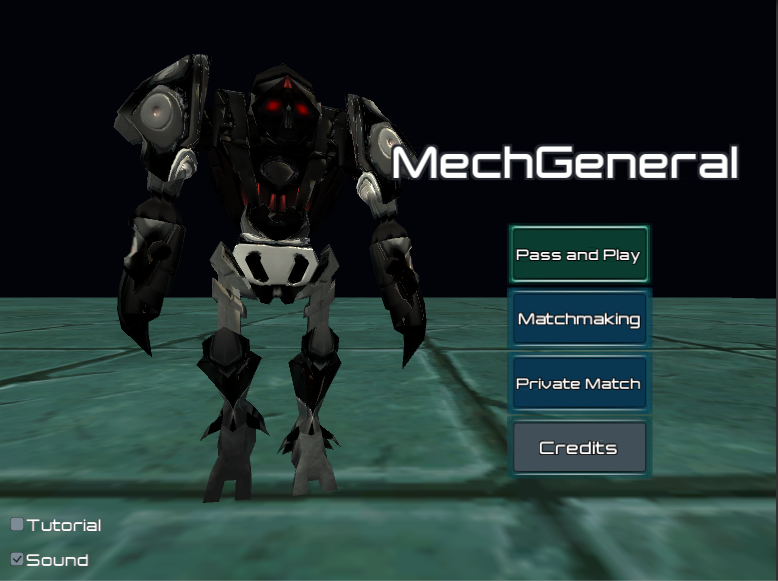 MechGeneral
Pass and Play
Matchmaking
Private Match
Credits
Tutorial
Sound